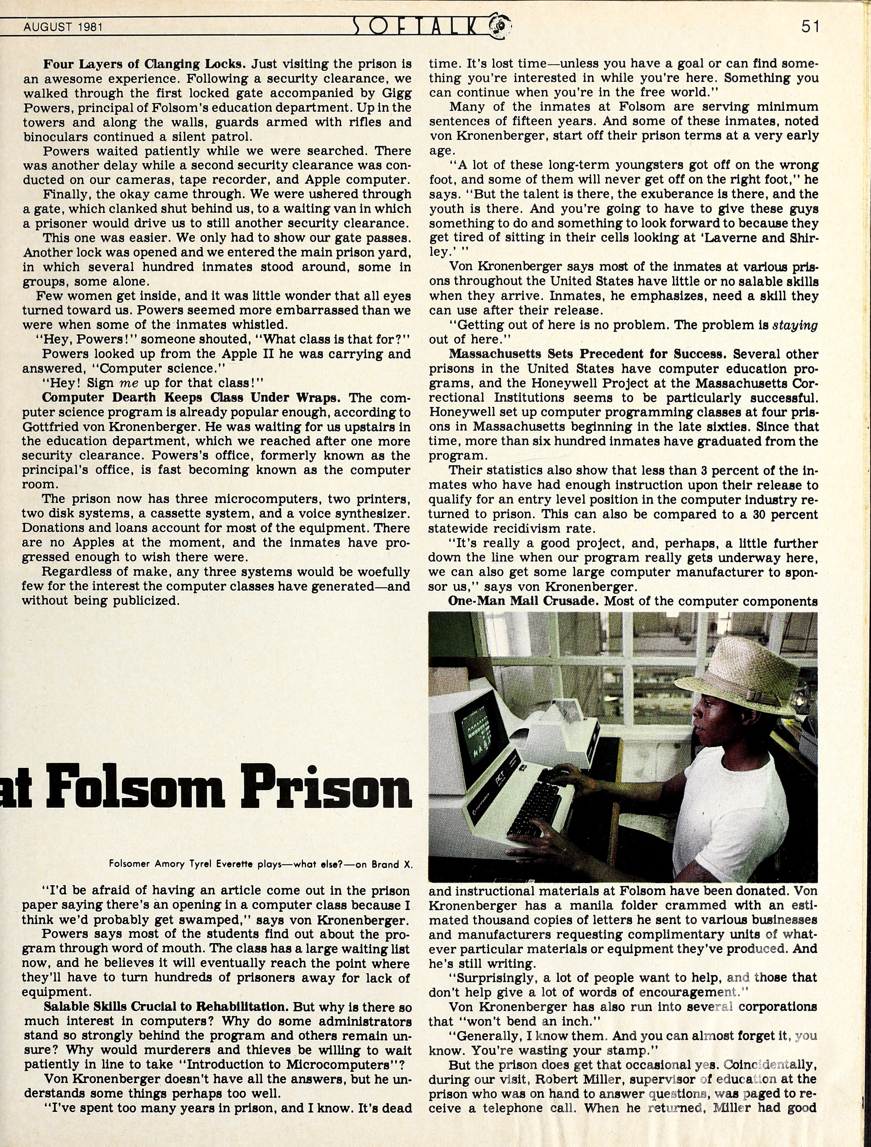 AUGUST 1981
SOFTALK
51
Four Layers of Clanging Locks. Just visiting the prison is
an awesome experience. Following a security clearance, we
walked through the first locked gate accompanied by Gigg
Powers, principal of Folsom's education department. Up in the
towers and along the walls, guards armed with rifles and
binoculars continued a silent patrol.
Powers waited patiently while we were searched. There
was another delay while a second security clearance was con-
ducted on our cameras, tape recorder, and Apple computer.
Finally, the okay came through. We were ushered through
a gate, which clanked shut behind us, to a waiting van in which
a prisoner would drive us to still another security clearance.
This one was easier. We only had to show our gate passes.
Another lock was opened and we entered the main prison yard,
in which several hundred inmates stood around, some in
groups, some alone.
Few women get inside, and it was little wonder that all eyes
turned toward us. Powers seemed more embarrassed than we
were when some of the inmates whistled.
"Hey, Powers!" someone shouted, "What class is that for?"
Powers looked up from the Apple II he was carrying and
answered, "Computer science."
"Hey! Sign me up for that class!"
Computer Dearth Keeps Class Under Wraps. The com-
puter science program is already popular enough, according to
Gottfried von Kronenberger. He was waiting for us upstairs in
the education department, which we reached after one more
security clearance. Powers's office, formerly known as the
principal's office, is fast becoming known as the computer
room.
The prison now has three microcomputers, two printers,
two disk systems, a cassette system, and a voice synthesizer.
Donations and loans account for most of the equipment. There
are no Apples at the moment, and the inmates have pro-
gressed enough to wish there were.
Regardless of make, any three systems would be woefully
few for the interest the computer classes have generated—and
without being publicized.
at Folsom Prison
Folsomer Amory Tyrel Everette plays—what else?—on Brand X.
"I'd be afraid of having an article come out in the prison
paper saying there's an opening in a computer class because I
think we'd probably get swamped," says von Kronenberger.
Powers says most of the students find out about the pro-
gram through word of mouth. The class has a large waiting list
now, and he believes it will eventually reach the point where
they'll have to turn hundreds of prisoners away for lack of
equipment.
Salable Skills Crucial to Rehabilitation. But why is there so
much interest in computers? Why do some administrators
stand so strongly behind the program and others remain un-
sure? Why would murderers and thieves be willing to wait
patiently in line to take "Introduction to Microcomputers"?
Von Kronenberger doesn't have all the answers, but he un-
derstands some things perhaps too well.
"I've spent too many years in prison, and I know. It's dead
time. It's lost time—unless you have a goal or can find some-
thing you're interested in while you're here. Something you
can continue when you're in the free world."
Many of the inmates at Folsom are serving minimum
sentences of fifteen years. And some of these inmates, noted
von Kronenberger, start off their prison terms at a very early
age.
"A lot of these long-term youngsters got off on the wrong
foot, and some of them will never get off on the right foot," he
says. "But the talent is there, the exuberance is there, and the
youth is there. And you're going to have to give these guys
something to do and something to look forward to because they
get tired of sitting in their cells looking at 'Laverne and Shir-
ley.' "
Von Kronenberger says most of the inmates at various pris-
ons throughout the United States have little or no salable skills
when they arrive. Inmates, he emphasizes, need a skill they
can use after their release.
"Getting out of here is no problem. The problem is staying
out of here."
Massachusetts Sets Precedent for Success. Several other
prisons in the United States have computer education pro-
grams, and the Honeywell Project at the Massachusetts Cor-
rectional Institutions seems to be particularly successful.
Honeywell set up computer programming classes at four pris-
ons in Massachusetts beginning in the late sixties. Since that
time, more than six hundred inmates have graduated from the
program.
Their statistics also show that less than 3 percent of the in-
mates who have had enough instruction upon their release to
qualify for an entry level position in the computer industry re-
turned to prison. This can also be compared to a 30 percent
statewide recidivism rate.
"It's really a good project, and, perhaps, a little further
down the line when our program really gets underway here,
we can also get some large computer manufacturer to spon-
sor us," says von Kronenberger.
One-Man Mail Crusade. Most of the computer components
and instructional materials at Folsom have been donated. Von
Kronenberger has a manila folder crammed with an esti-
mated thousand copies of letters he sent to various businesses
and manufacturers requesting complimentary units of what-
ever particular materials or equipment they've produced. And
he's still writing.
"Surprisingly, a lot of people want to help, and those that
don't help give a lot of words of encouragement."
Von Kronenberger has also run into several corporations
that "won't bend an inch."
"Generally, I know them. And you can almost forget it, you
know. You're wasting your stamp."
But the prison does get that occasional yes. Coincidentally,
during our visit, Robert Miller, supervisor of education at the
prison who was on hand to answer questions, was paged to re-
ceive a telephone call. When he returned, Miller had good